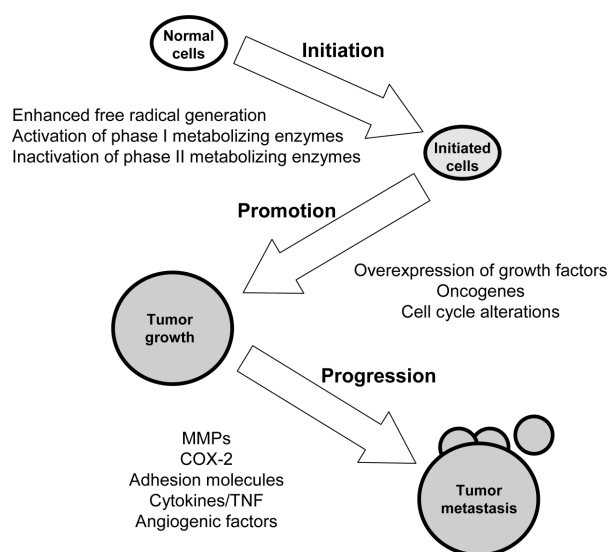 Normal
cells
Initiation
Enhanced free radical generation
Activation of phase I metabolizing enzymes
Inactivation of phase II metabolizing enzymes
Initiated
cells
Promotion
Overexpression of growth factors
Oncogenes
Cell cycle alterations
Tumor
growth
Progression
MMPs
COX-2
Adhesion molecules
Cytokines/TNF
Angiogenic factors
Tumor
metastasis